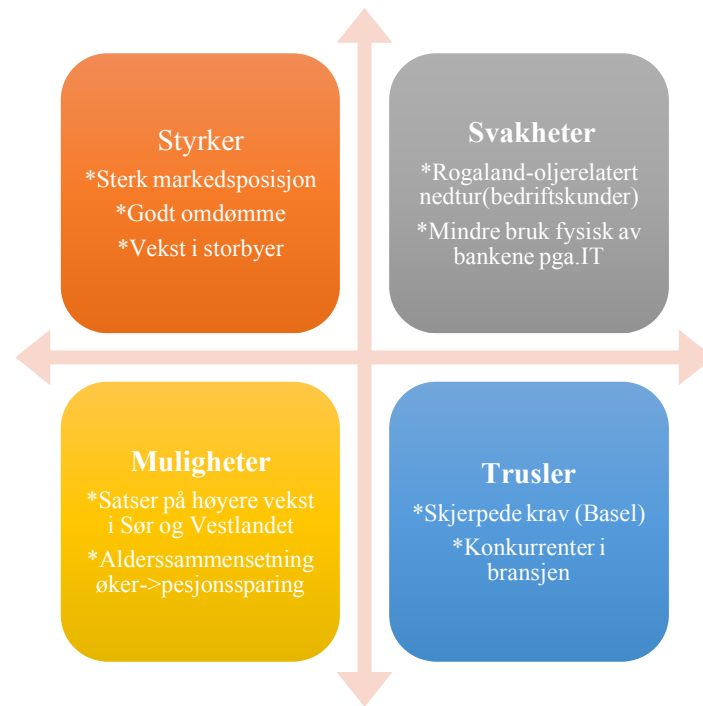 Styrker
*Sterk markedsposisjon
*Godt omdømme
*Vekst i storbyer
Svakheter
*Rogaland-oljerelatert
nedtur(bedriftskunder)
*Mindre bruk fysisk av
bankene pga.IT
Muligheter
*Satser på høyere vekst
i Sør og Vestlandet
*Alderssammensetning
øker->pesjonssparing
Trusler
*Skjerpede krav (Basel)
*Konkurrenter i
bransjen